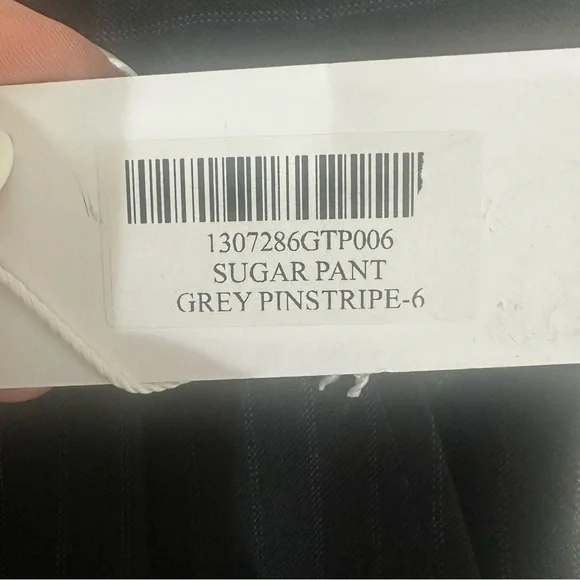 1307286GTP006
SUGAR PANT
GREY PINSTRIPE-6